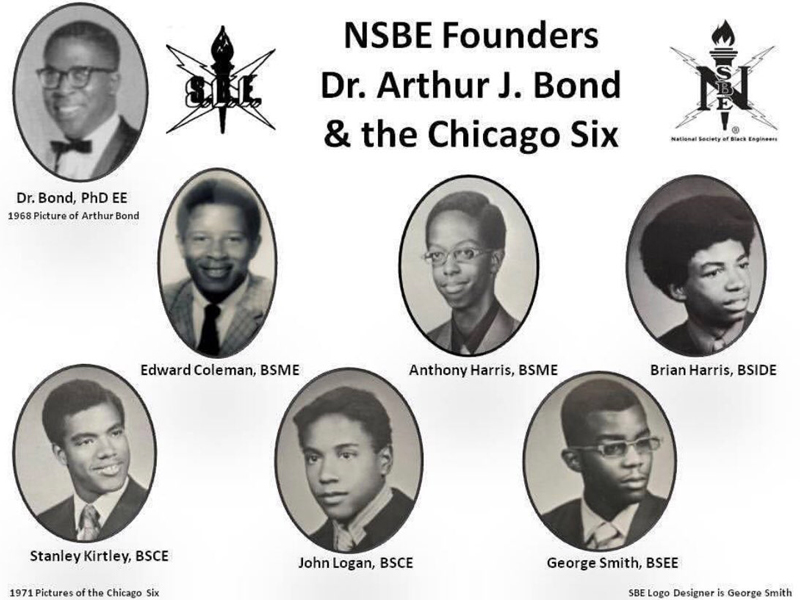 NSBE Founders
Dr. Arthur J. Bond
& the Chicago Six
S.B.E.
NSBE
®
National Society of Black Engineers
Dr. Bond, PhD EE
1968 Picture of Arthur Bond
Edward Coleman, BSME
Anthony Harris, BSME
Brian Harris, BSIDE
Stanley Kirtley, BSCE
John Logan, BSCE
George Smith, BSEE
1971 Pictures of the Chicago Six
SBE Logo Designer is George Smith